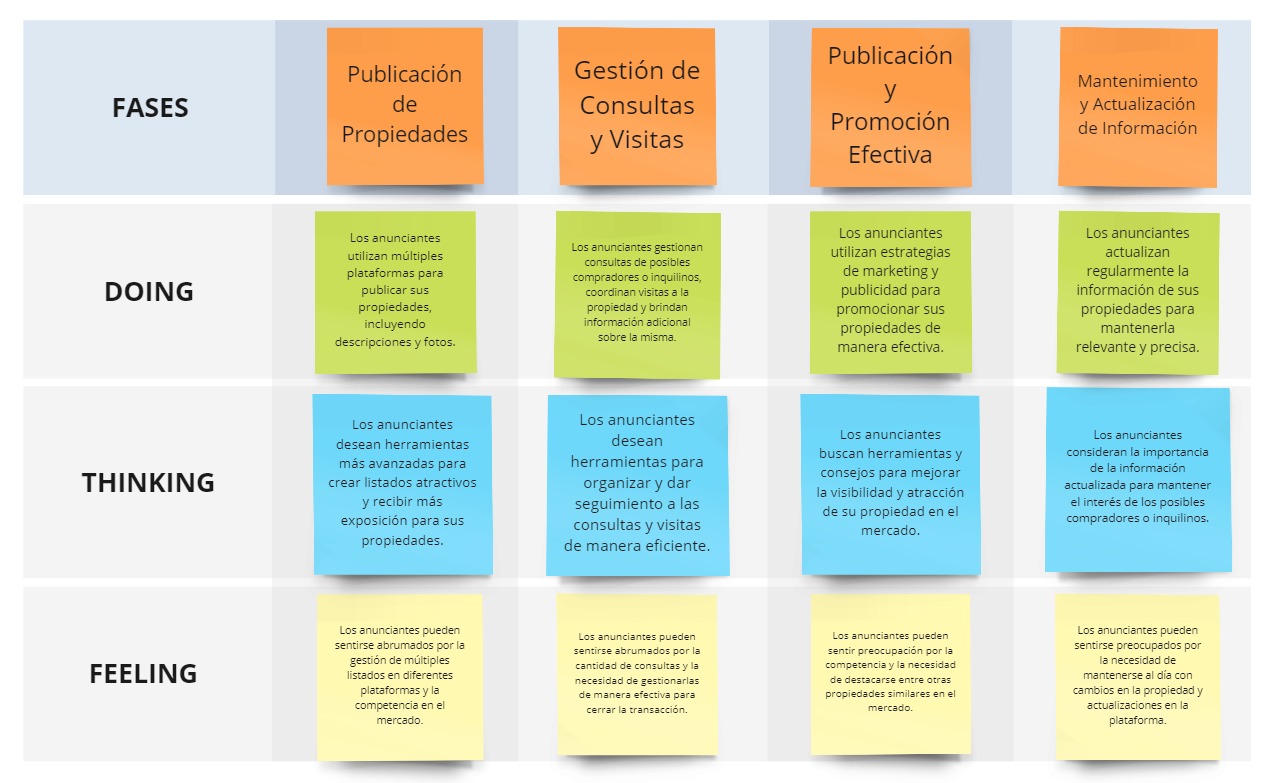 FASES
Publicación
de
Propiedades
Gestión de
Consultas
y Visitas
Publicación
y
Promoción
Efectiva
Mantenimiento
y Actualización
de Información
DOING
Los anunciantes
utilizan múltiples
plataformas para
publicar sus
propiedades,
incluyendo
descripciones y fotos.
Los anunciantes gestionan
consultas de posibles
compradores o inquilinos,
coordinan visitas a la
propiedad y brindan
información adicional
sobre la misma.
Los anunciantes
utilizan estrategias
de marketing y
publicidad para
promocionar sus
propiedades de
manera efectiva.
Los anunciantes
actualizan
regularmente la
información de sus
propiedades para
mantenerla
relevante y precisa.
THINKING
Los anunciantes
desean herramientas
más avanzadas para
crear listados atractivos
y recibir más
exposición para sus
propiedades.
Los anunciantes
desean
herramientas para
organizar y dar
seguimiento a las
consultas y visitas
de manera eficiente.
Los anunciantes
buscan herramientas y
consejos para mejorar
la visibilidad y atracción
de su propiedad en el
mercado.
Los anunciantes
consideran la importancia
de la información
actualizada para mantener
el interés de los posibles
compradores o inquilinos.
FEELING
Los anunciantes pueden
sentirse abrumados por la
gestión de múltiples
listados en diferentes
plataformas y la
competencia en el
mercado.
Los anunciantes pueden
sentirse abrumados por la
cantidad de consultas y la
necesidad de gestionarlas
de manera efectiva para
cerrar la transacción.
Los anunciantes pueden
sentir preocupación por la
competencia y la necesidad
de destacarse entre otras
propiedades similares en el
mercado.
Los anunciantes pueden
sentirse preocupados por
la necesidad de
mantenerse al día con
cambios en la propiedad y
actualizaciones en la
plataforma.